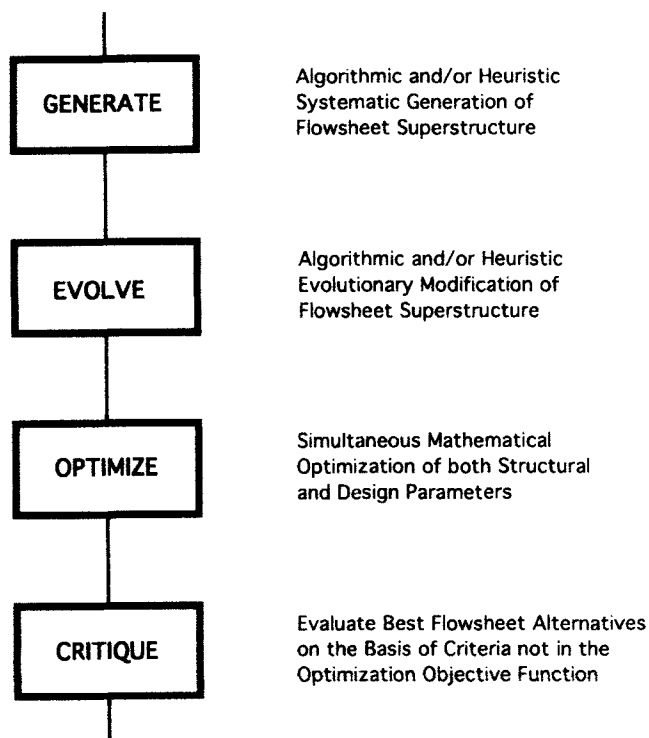 GENERATE
Algorithmic and/or Heuristic
Systematic Generation of
Flowsheet Superstructure
EVOLVE
Algorithmic and/or Heuristic
Evolutionary Modification of
Flowsheet Superstructure
OPTIMIZE
Simultaneous Mathematical
Optimization of both Structural
and Design Parameters
CRITIQUE
Evaluate Best Flowsheet Alternatives
on the Basis of Criteria not in the
Optimization Objective Function